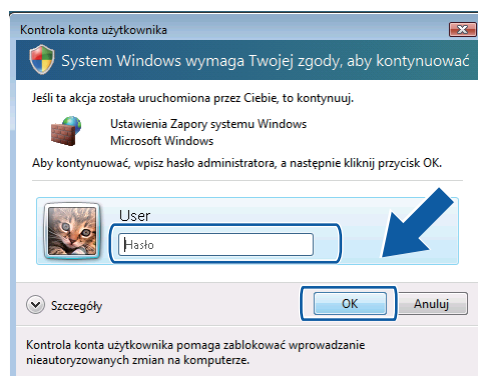 Kontrola konta użytkownika
System Windows wymaga Twojej zgody, aby kontynuować
Jeśli ta akcja została uruchomiona przez Ciebie, to kontynuuj.
Ustawienia Zapory systemu Windows
Microsoft Windows
Aby kontynuować, wpisz hasło administratora, a następnie kliknij przycisk OK.
User
Hasło
Szczegóły
OK
Anuluj
Kontrola konta użytkownika pomaga zablokować wprowadzanie
nieautoryzowanych zmian na komputerze.